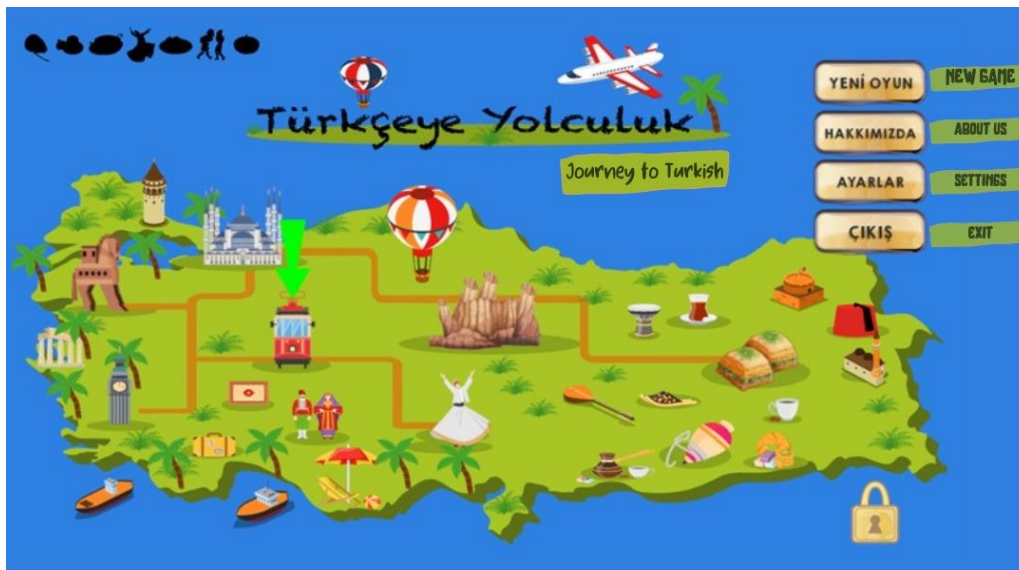 Türkçeye Yolculuk
Journey to Turkish
YENİ OYUN
NEW GAME
HAKKIMIZDA
ABOUT US
AYARLAR
SETTINGS
ÇIKIŞ
EXIT